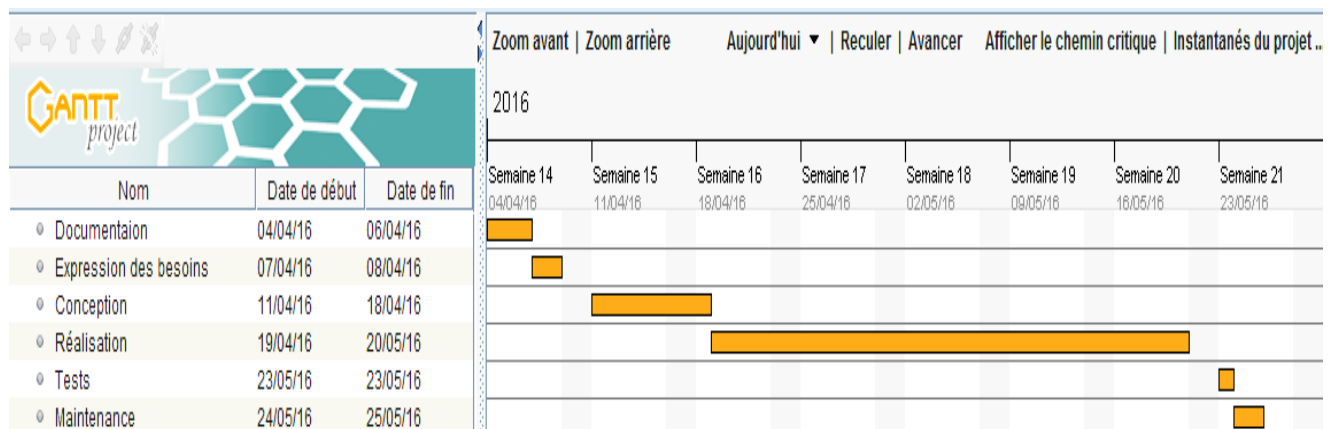 Zoom avant | Zoom arrière Aujourd'hui ▼ | Reculer | Avancer Afficher le chemin critique | Instantanés du projet ...
GANTT
project
2016
Semaine 14 Semaine 15 Semaine 16 Semaine 17 Semaine 18 Semaine 19 Semaine 20 Semaine 21
04/04/16 11/04/16 18/04/16 25/04/16 02/05/16 09/05/16 16/05/16 23/05/16
Nom Date de début Date de fin
Documentaion 04/04/16 06/04/16
Expression des besoins 07/04/16 08/04/16
Conception 11/04/16 18/04/16
Réalisation 19/04/16 20/05/16
Tests 23/05/16 23/05/16
Maintenance 24/05/16 25/05/16